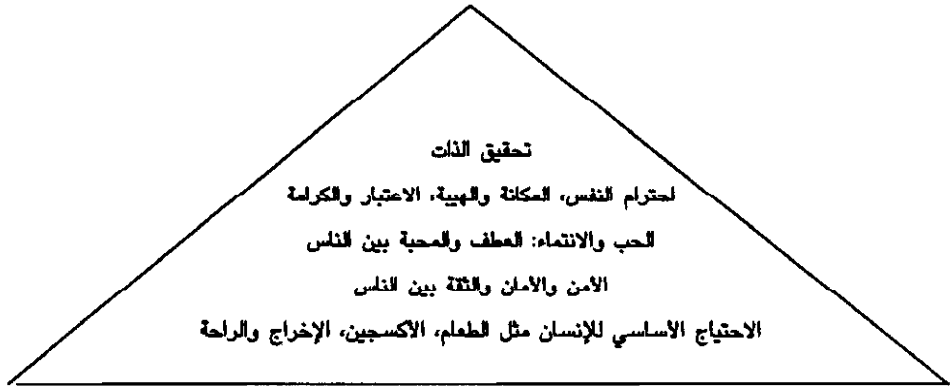 تحقيق الذات
احترام النفس، المكانة والهيبة، الاعتبار والكرامة
الحب والانتماء: العطف والمحبة بين الناس
الأمن والأمان والثقة بين الناس
الاحتياج الأساسي للإنسان مثل الطعام، الأكسجين، الإخراج والراحة